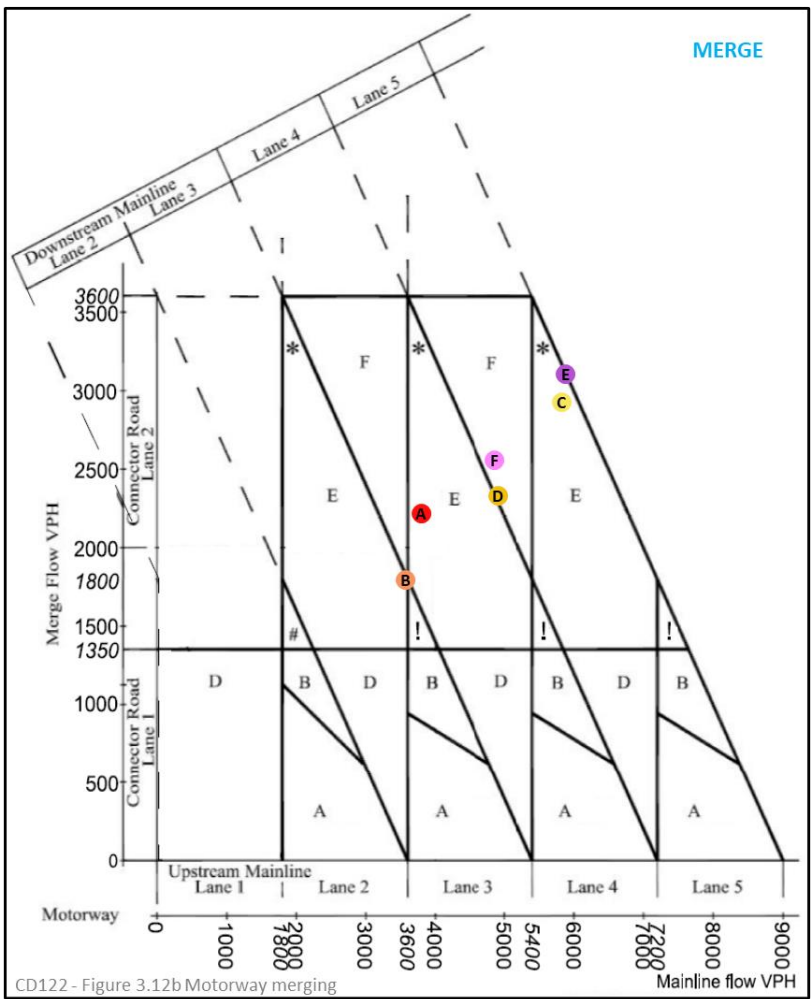 MERGE
Lane 5
Lane 4
Downstream Mainline
Lane 3
Lane 2
3600
3500
*
*
*
F
F
E
3000
C
Connector Road
Lane 2
2500
F
E
E
D
E
A
Merge Flow VPH
2000
1800
B
1500
#
!
!
!
1350
D
B
D
B
D
B
D
B
1000
Connector Road
Lane 1
500
A
A
A
A
0
Upstream Mainline
Lane 1
Lane 2
Lane 3
Lane 4
Lane 5
Motorway
0
1000
1800
2000
3000
3600
4000
5000
5400
6000
7000
7200
8000
9000
CD122 - Figure 3.12b Motorway merging
Mainline flow VPH